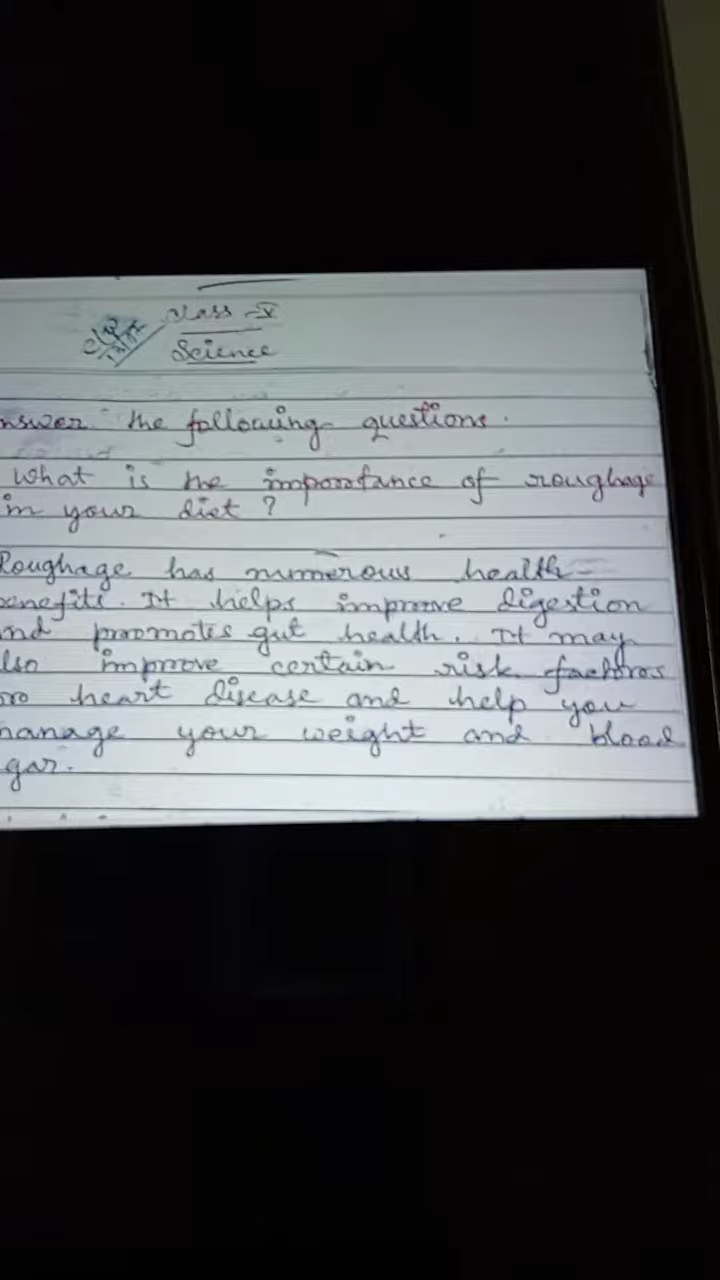 Class - V
Science
nswer the following questions.
What is the importance of roughage
in your diet ?
Roughage has numerous health
enefits. It helps improve digestion
nd promotes gut health. It may
lso improve certain risk factors
or heart disease and help you
manage your weight and blood
gar.